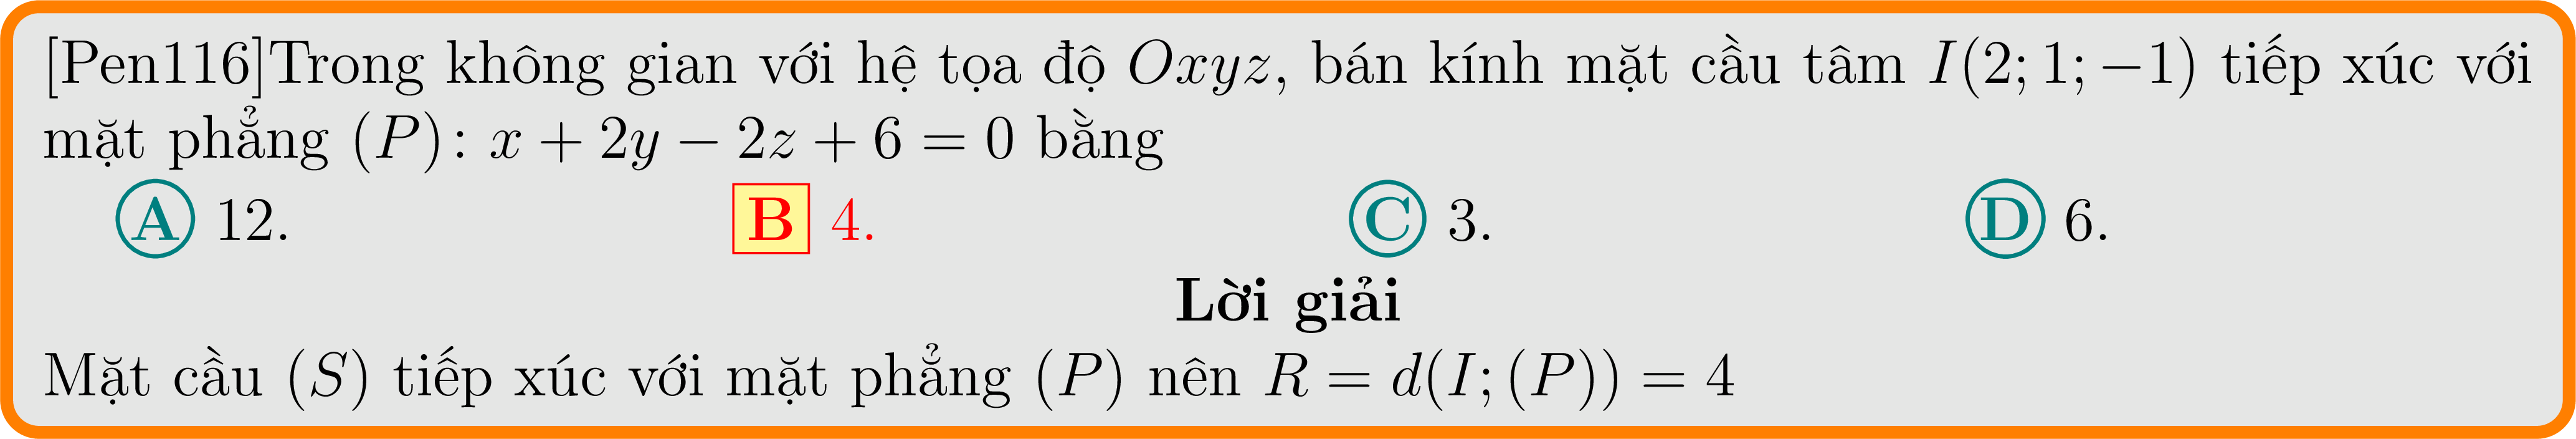 [Pen116]Trong không gian với hệ tọa độ Oxyz, bán kính mặt cầu tâm I(2; 1; −1) tiếp xúc với
mặt phẳng (P): x + 2y − 2z + 6 = 0 bằng
A 12. B 4. C 3. D 6.
Lời giải
Mặt cầu (S) tiếp xúc với mặt phẳng (P) nên R = d(I; (P)) = 4